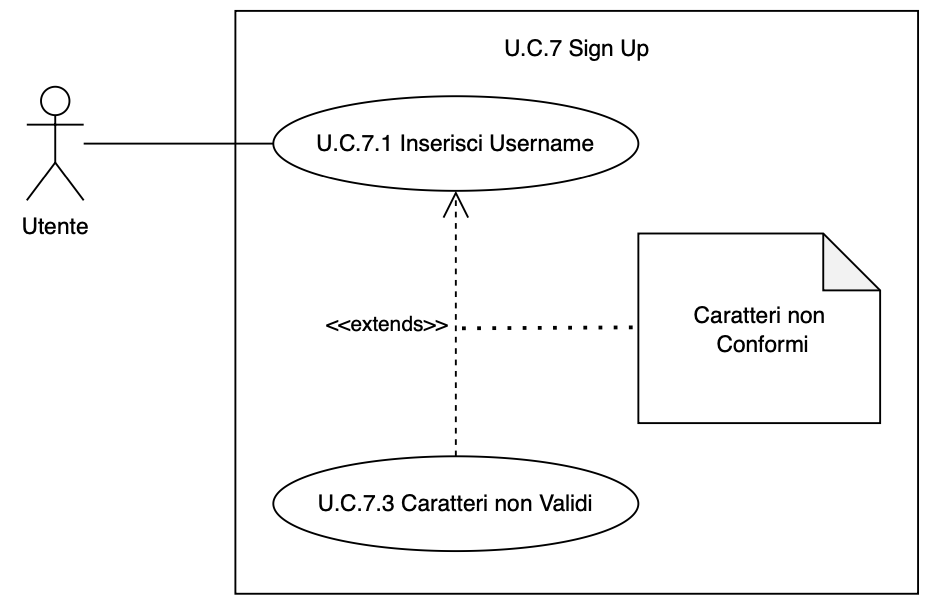 U.C.7 Sign Up
U.C.7.1 Inserisci Username
Utente
<<extends>>
Caratteri non
Conformi
U.C.7.3 Caratteri non Validi